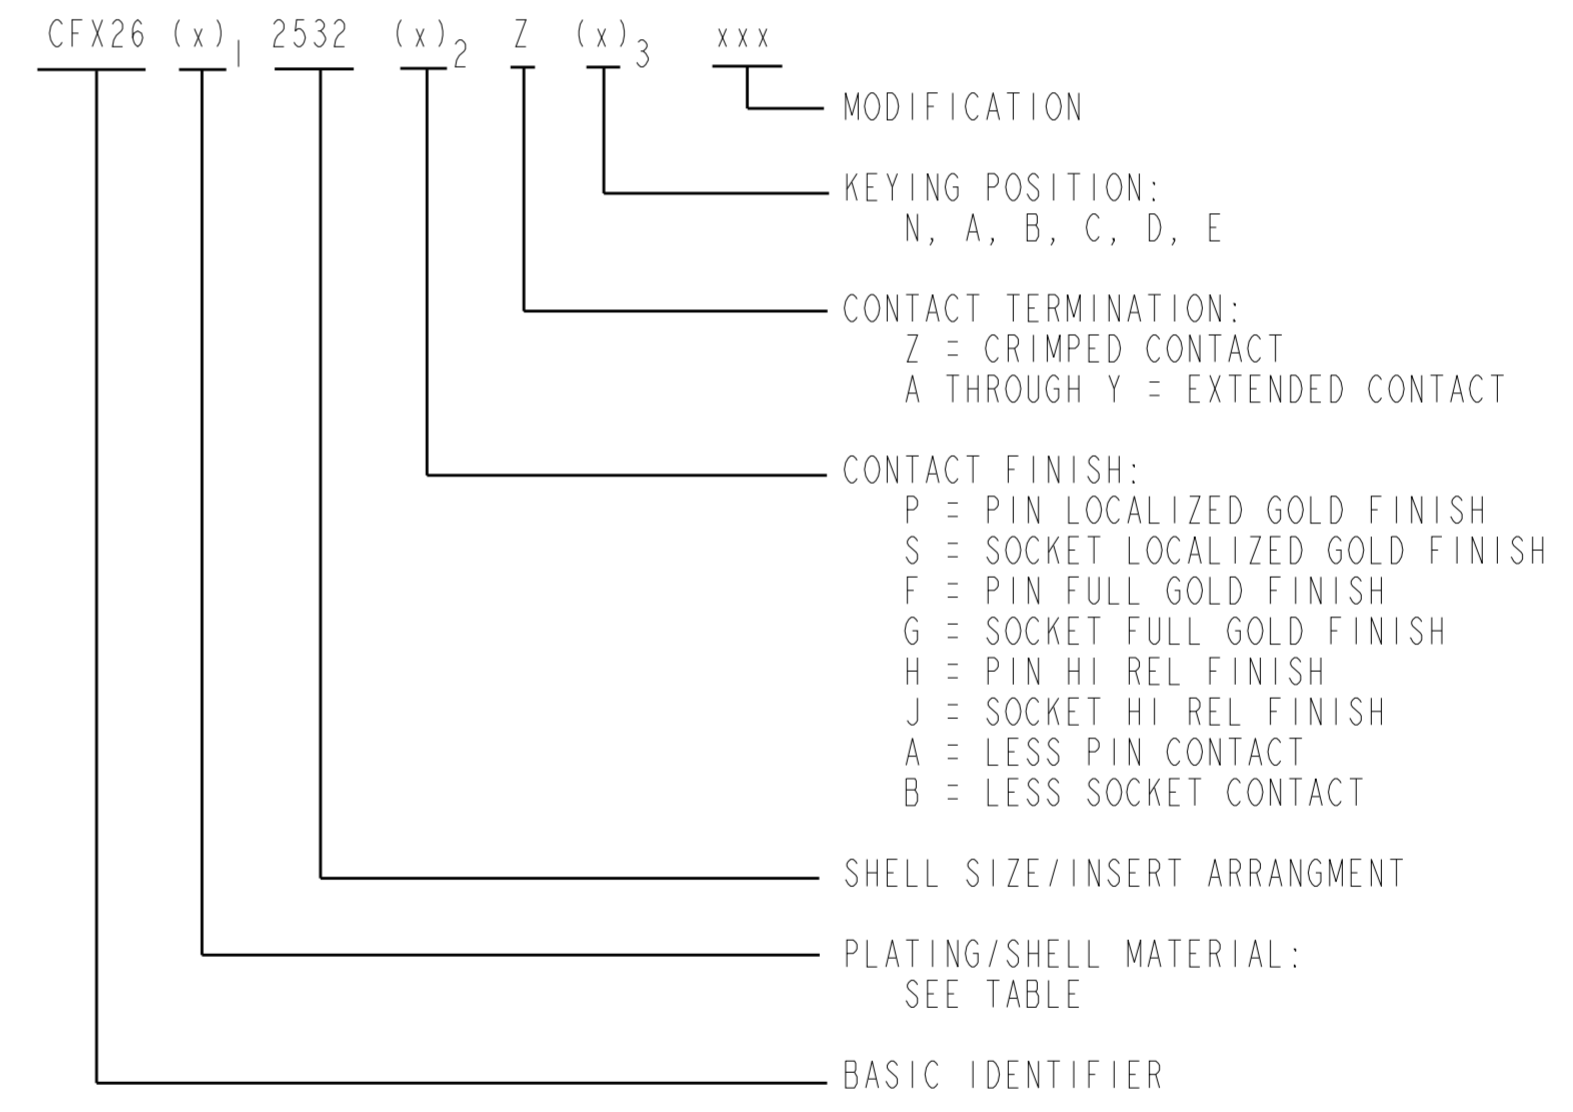 CFX26 (x)1 2532 (x)2 Z (x)3 xxx
MODIFICATION
KEYING POSITION:
N, A, B, C, D, E
CONTACT TERMINATION:
Z = CRIMPED CONTACT
A THROUGH Y = EXTENDED CONTACT
CONTACT FINISH:
P = PIN LOCALIZED GOLD FINISH
S = SOCKET LOCALIZED GOLD FINISH
F = PIN FULL GOLD FINISH
G = SOCKET FULL GOLD FINISH
H = PIN HI REL FINISH
J = SOCKET HI REL FINISH
A = LESS PIN CONTACT
B = LESS SOCKET CONTACT
SHELL SIZE/INSERT ARRANGMENT
PLATING/SHELL MATERIAL:
SEE TABLE
BASIC IDENTIFIER